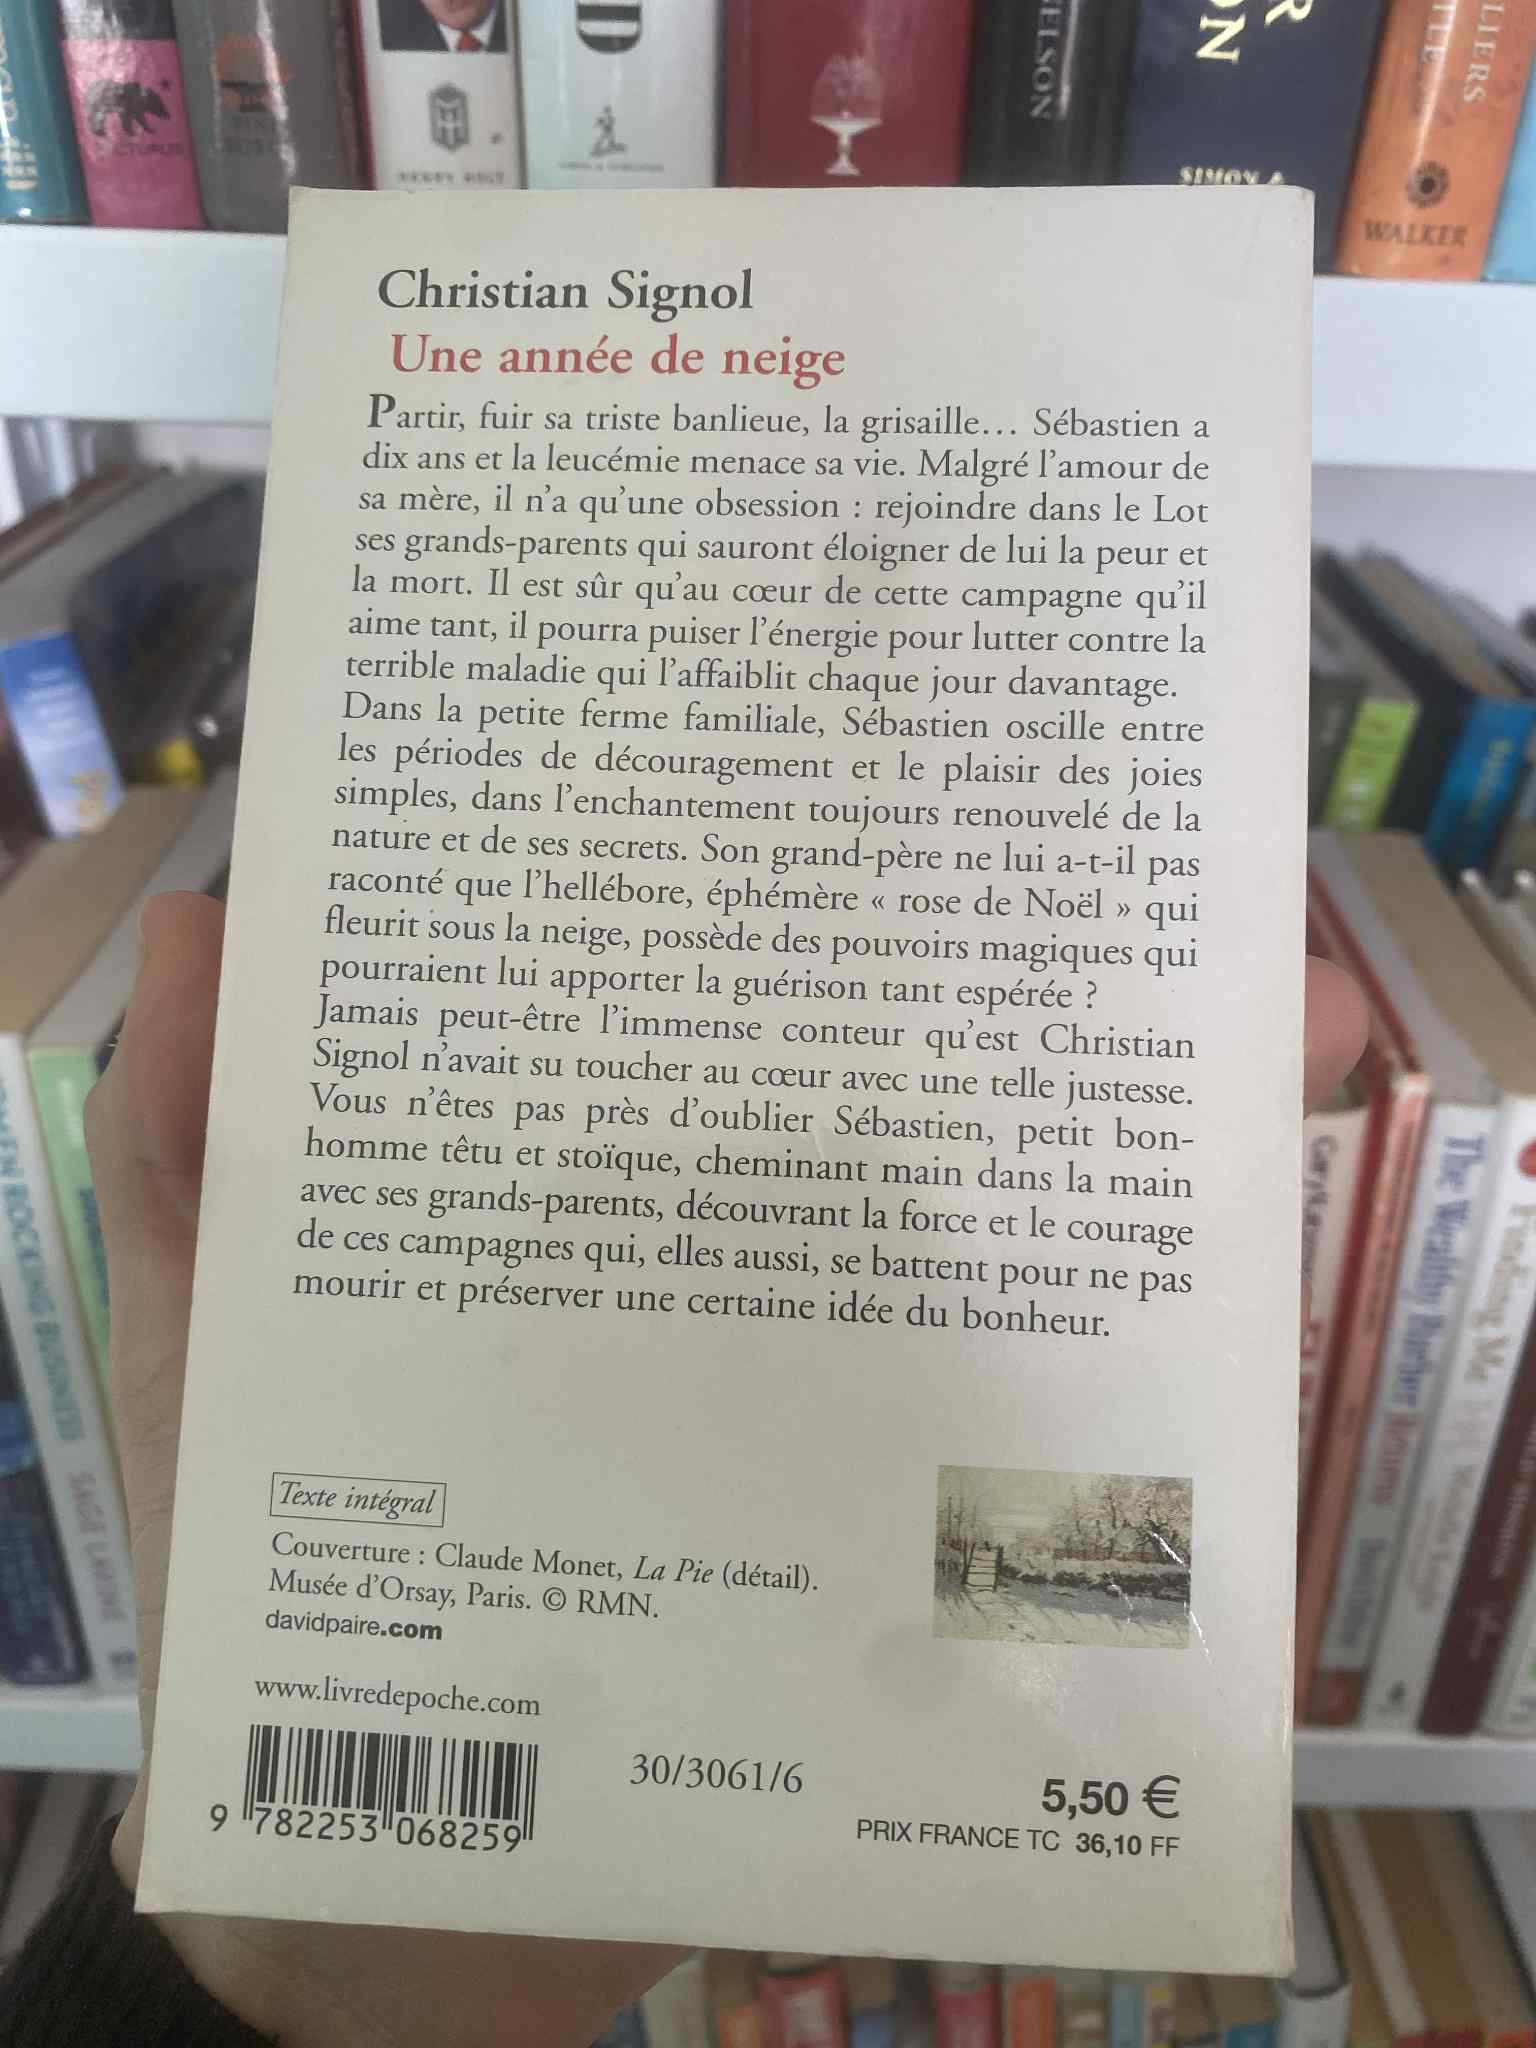 GELSON
SIMON &
WALKER
HENRY HOLT
Christian Signol
Une année de neige
Partir, fuir sa triste banlieue, la grisaille… Sébastien a
dix ans et la leucémie menace sa vie. Malgré l’amour de
sa mère, il n’a qu’une obsession : rejoindre dans le Lot
ses grands-parents qui sauront éloigner de lui la peur et
la mort. Il est sûr qu’au cœur de cette campagne qu’il
aime tant, il pourra puiser l’énergie pour lutter contre la
terrible maladie qui l’affaiblit chaque jour davantage.
Dans la petite ferme familiale, Sébastien oscille entre
les périodes de découragement et le plaisir des joies
simples, dans l’enchantement toujours renouvelé de la
nature et de ses secrets. Son grand-père ne lui a-t-il pas
raconté que l’hellébore, éphémère « rose de Noël » qui
fleurit sous la neige, possède des pouvoirs magiques qui
pourraient lui apporter la guérison tant espérée ?
Jamais peut-être l’immense conteur qu’est Christian
Signol n’avait su toucher au cœur avec une telle justesse.
Vous n’êtes pas près d’oublier Sébastien, petit bon-
homme têtu et stoïque, cheminant main dans la main
avec ses grands-parents, découvrant la force et le courage
de ces campagnes qui, elles aussi, se battent pour ne pas
mourir et préserver une certaine idée du bonheur.
Texte intégral
Couverture : Claude Monet, La Pie (détail).
Musée d’Orsay, Paris. © RMN.
davidpaire.com
www.livredepoche.com
9 782253 068259
30/3061/6
5,50 €
PRIX FRANCE TC 36,10 FF
ROCKING BUSINESS
The Wealthy Barber Returns